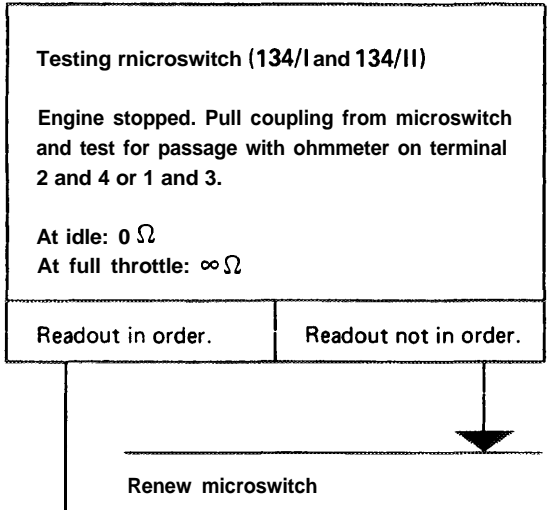 Testing rnicroswitch (134/I and 134/II)
Engine stopped. Pull coupling from microswitch
and test for passage with ohmmeter on terminal
2 and 4 or 1 and 3.
At idle: 0 Ω
At full throttle: ∞ Ω
Readout in order.
Readout not in order.
Renew microswitch